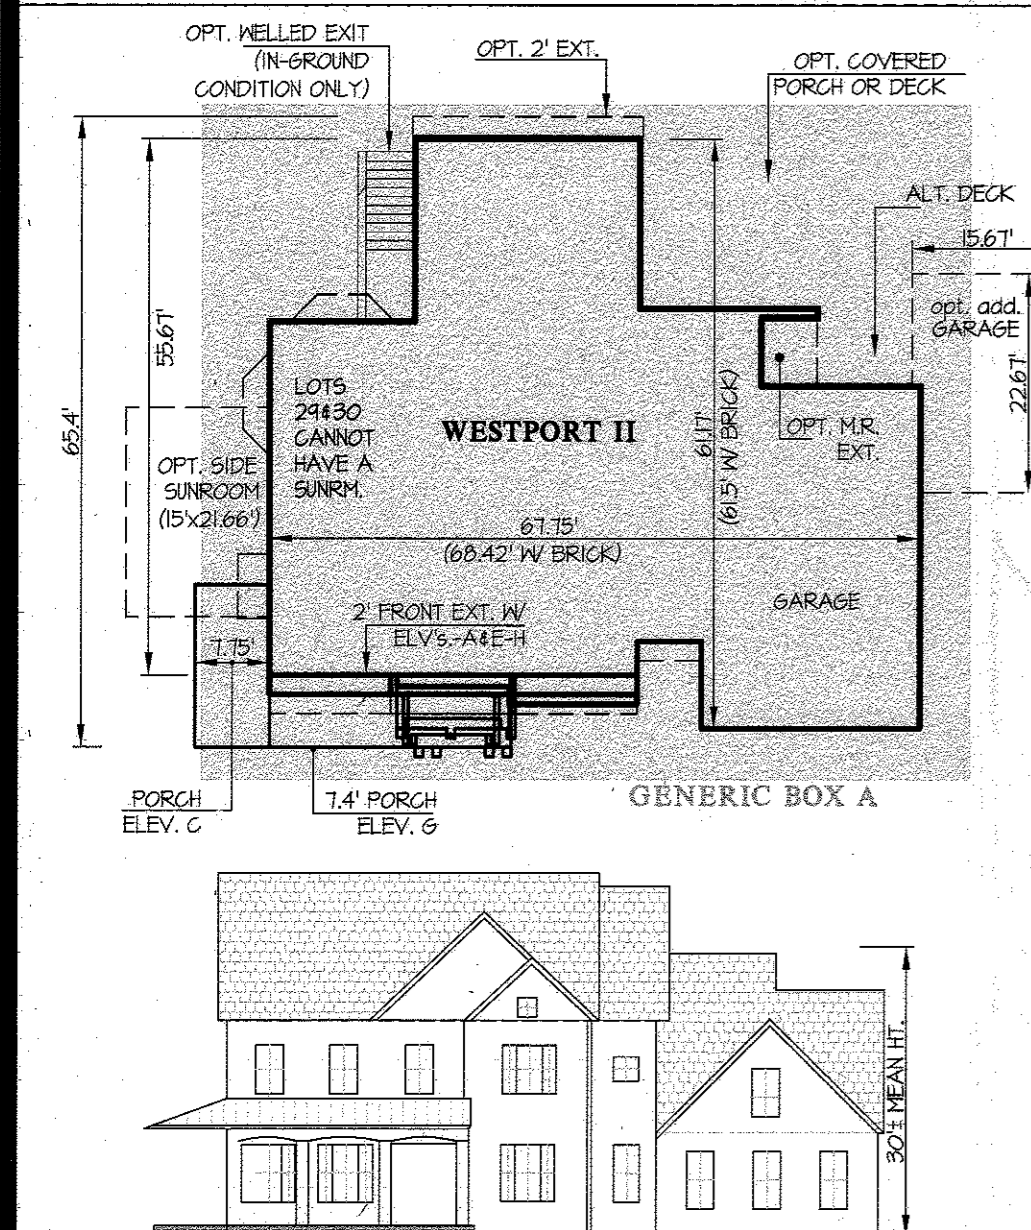 OPT. WELLED EXIT
(IN-GROUND
CONDITION ONLY)
OPT. 2' EXT.
OPT. COVERED
PORCH OR DECK
ALT. DECK
15.67'
opt. add.
GARAGE
22.67'
55.67'
65.4'
LOTS
29&30
CANNOT
HAVE A
SUNRM.
WESTPORT II
61.17'
(61.5' W/ BRICK)
OPT. M.R.
EXT.
OPT. SIDE
SUNROOM
(15'x21.66')
67.75'
(68.42' W/ BRICK)
GARAGE
2' FRONT EXT. W/
ELV's.-A&E-H
7.75'
PORCH
ELEV. C
7.4' PORCH
ELEV. G
GENERIC BOX A
30'± MEAN HT.